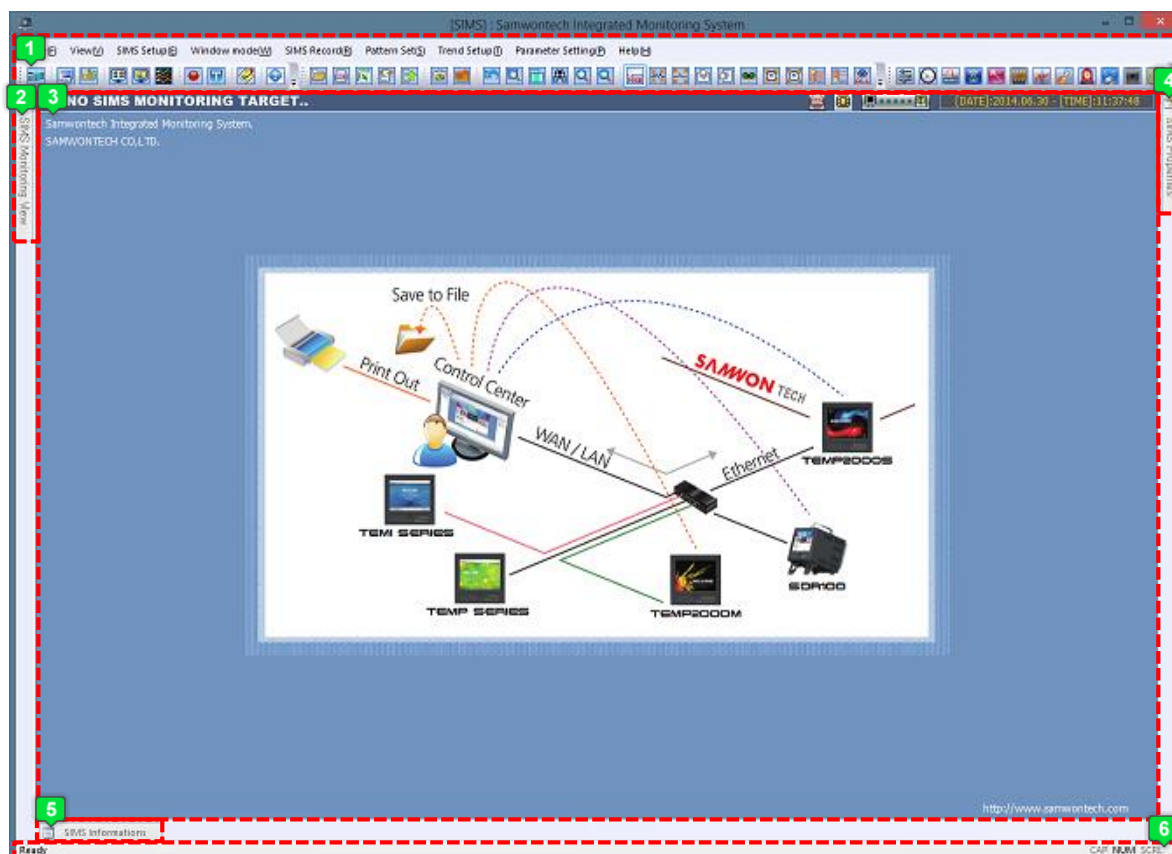 [SIMS] : Samwontech Integrated Monitoring System
1
View(V) SIMS Setup(E) Window mode(W) SIMS Record(R) Pattern Set(S) Trend Setup(T) Parameter Setting(P) Help(H)
2
3
4
NO SIMS MONITORING TARGET..
[DATE]:2014.06.30 - [TIME]:11:37:48
SIMS Monitoring View
Samwontech Integrated Monitoring System.
SAMWONTECH CO,LTD.
Save to File
Print Out
Control Center
SAMWON TECH
WAN / LAN
Ethernet
TEMP2000S
TEMI SERIES
SDR100
TEMP SERIES
TEMP2000M
http://www.samwontech.com
5
SIMS Informations
6
Ready
CAP NUM SCRL